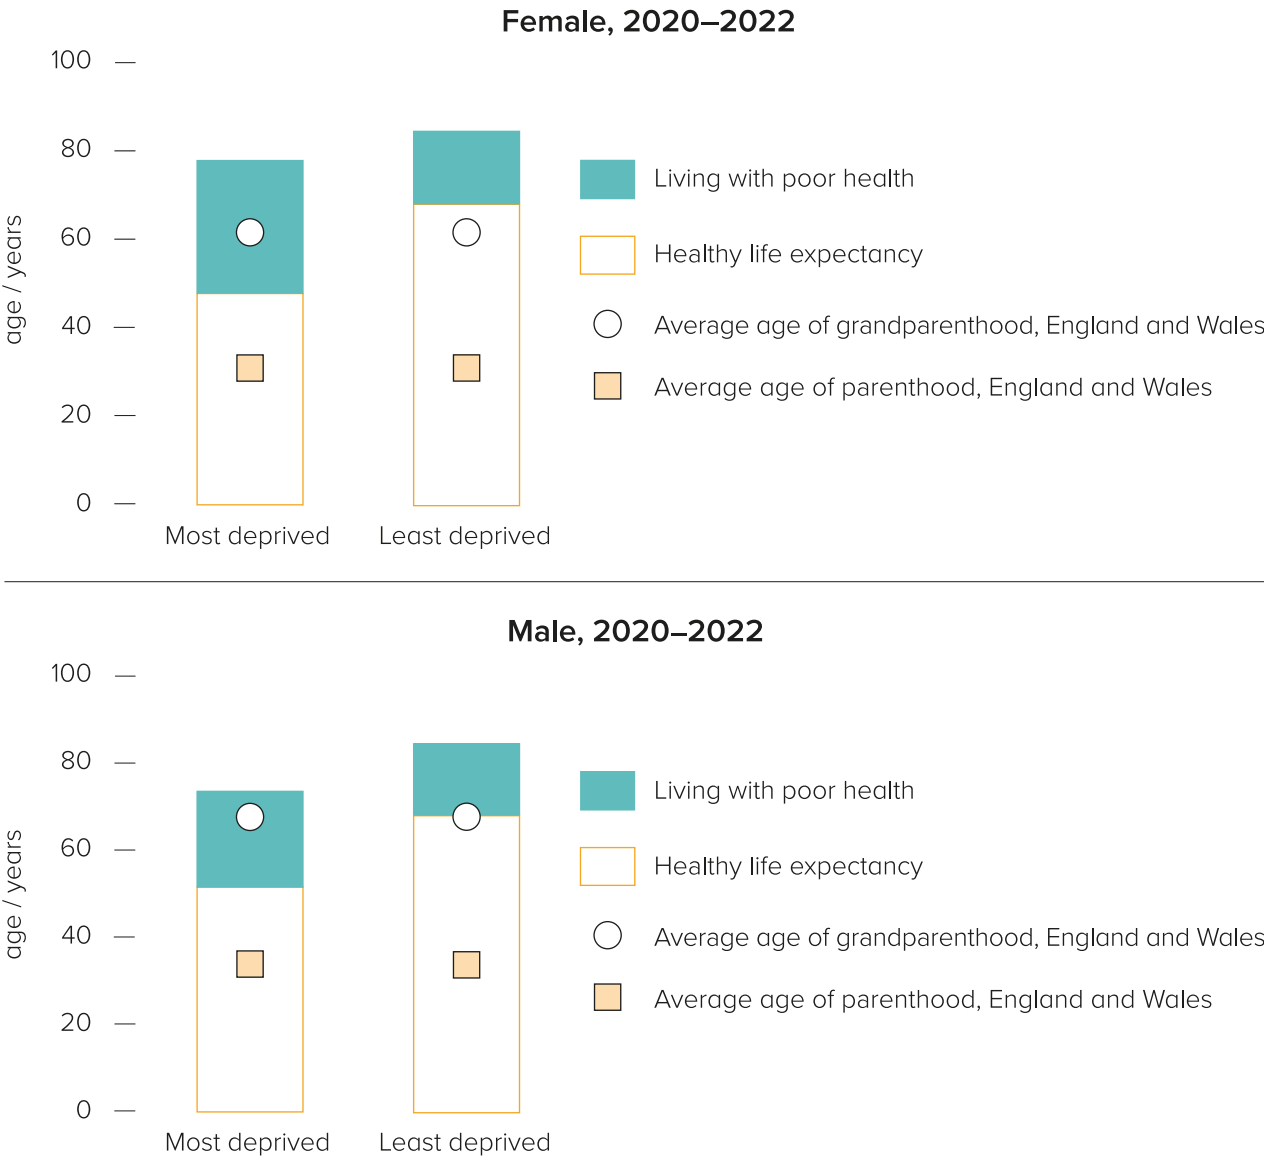 Female, 2020–2022
100
80
60
40
20
0
age / years
Most deprived
Least deprived
Living with poor health
Healthy life expectancy
Average age of grandparenthood, England and Wales
Average age of parenthood, England and Wales
Male, 2020–2022
100
80
60
40
20
0
age / years
Most deprived
Least deprived
Living with poor health
Healthy life expectancy
Average age of grandparenthood, England and Wales
Average age of parenthood, England and Wales